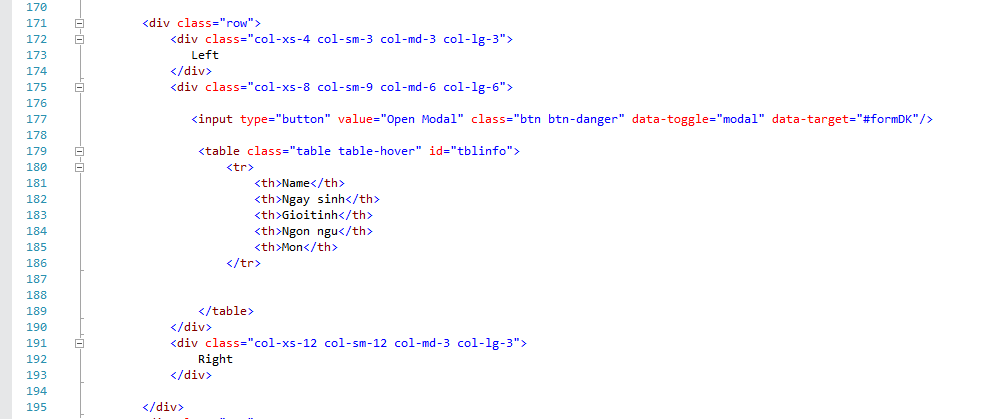 170
171 <div class="row">
172 <div class="col-xs-4 col-sm-3 col-md-3 col-lg-3">
173 Left
174 </div>
175 <div class="col-xs-8 col-sm-9 col-md-6 col-lg-6">
176
177 <input type="button" value="Open Modal" class="btn btn-danger" data-toggle="modal" data-target="#formDK"/>
178
179 <table class="table table-hover" id="tblinfo">
180 <tr>
181 <th>Name</th>
182 <th>Ngay sinh</th>
183 <th>Gioitinh</th>
184 <th>Ngon ngu</th>
185 <th>Mon</th>
186 </tr>
187
188
189 </table>
190 </div>
191 <div class="col-xs-12 col-sm-12 col-md-3 col-lg-3">
192 Right
193 </div>
194
195 </div>